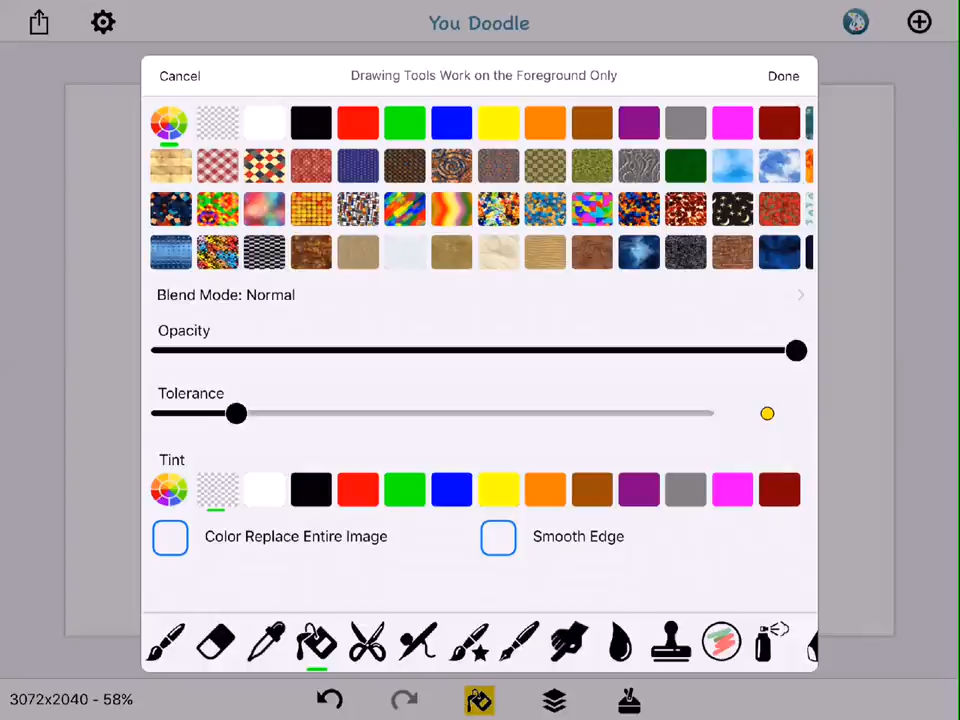 You Doodle
Cancel
Drawing Tools Work on the Foreground Only
Done
Blend Mode: Normal
Opacity
Tolerance
Tint
Color Replace Entire Image
Smooth Edge
3072x2040 - 58%